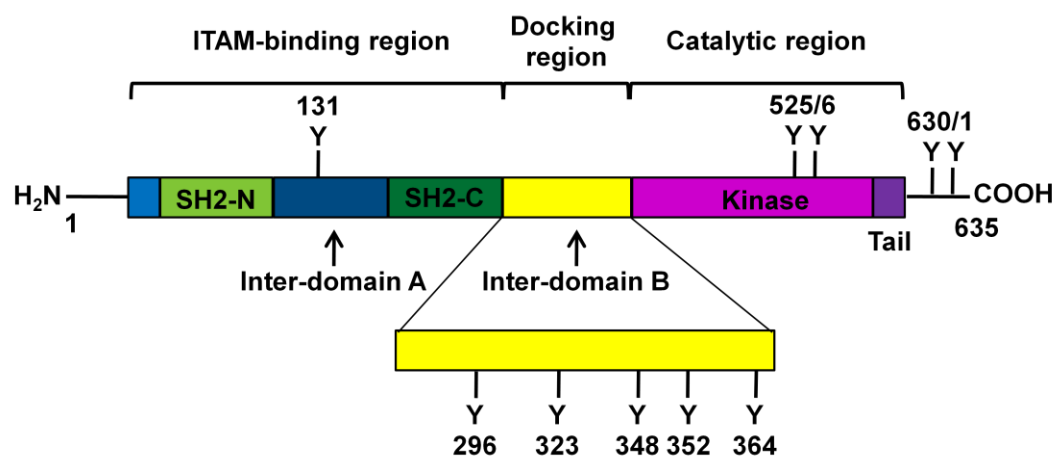 ITAM-binding region
Docking
region
Catalytic region
131
Y
525/6
Y Y
630/1
Y Y
H₂N
1
SH2-N
SH2-C
Kinase
Tail
COOH
635
Inter-domain A
Inter-domain B
Y Y Y Y Y
296 323 348 352 364